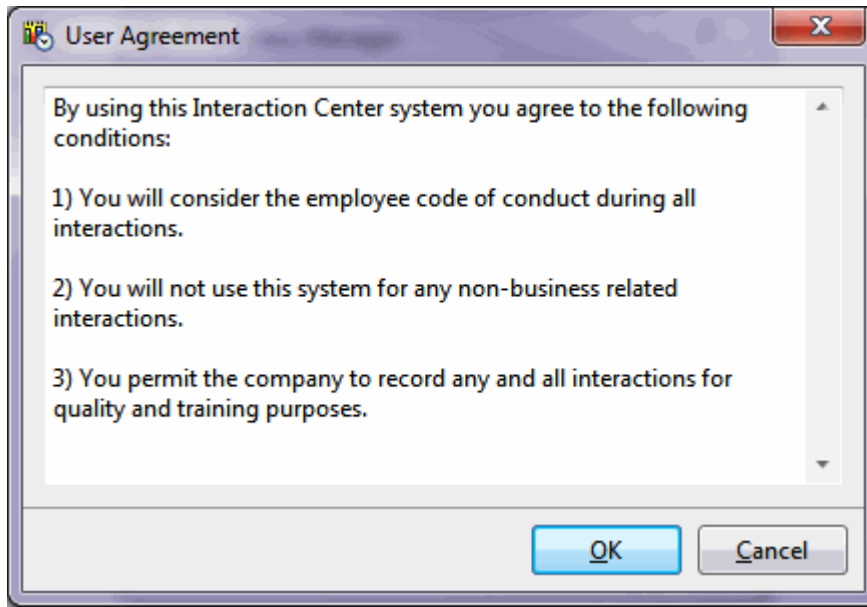 User Agreement
By using this Interaction Center system you agree to the following
conditions:
1) You will consider the employee code of conduct during all
interactions.
2) You will not use this system for any non-business related
interactions.
3) You permit the company to record any and all interactions for
quality and training purposes.
OK
Cancel